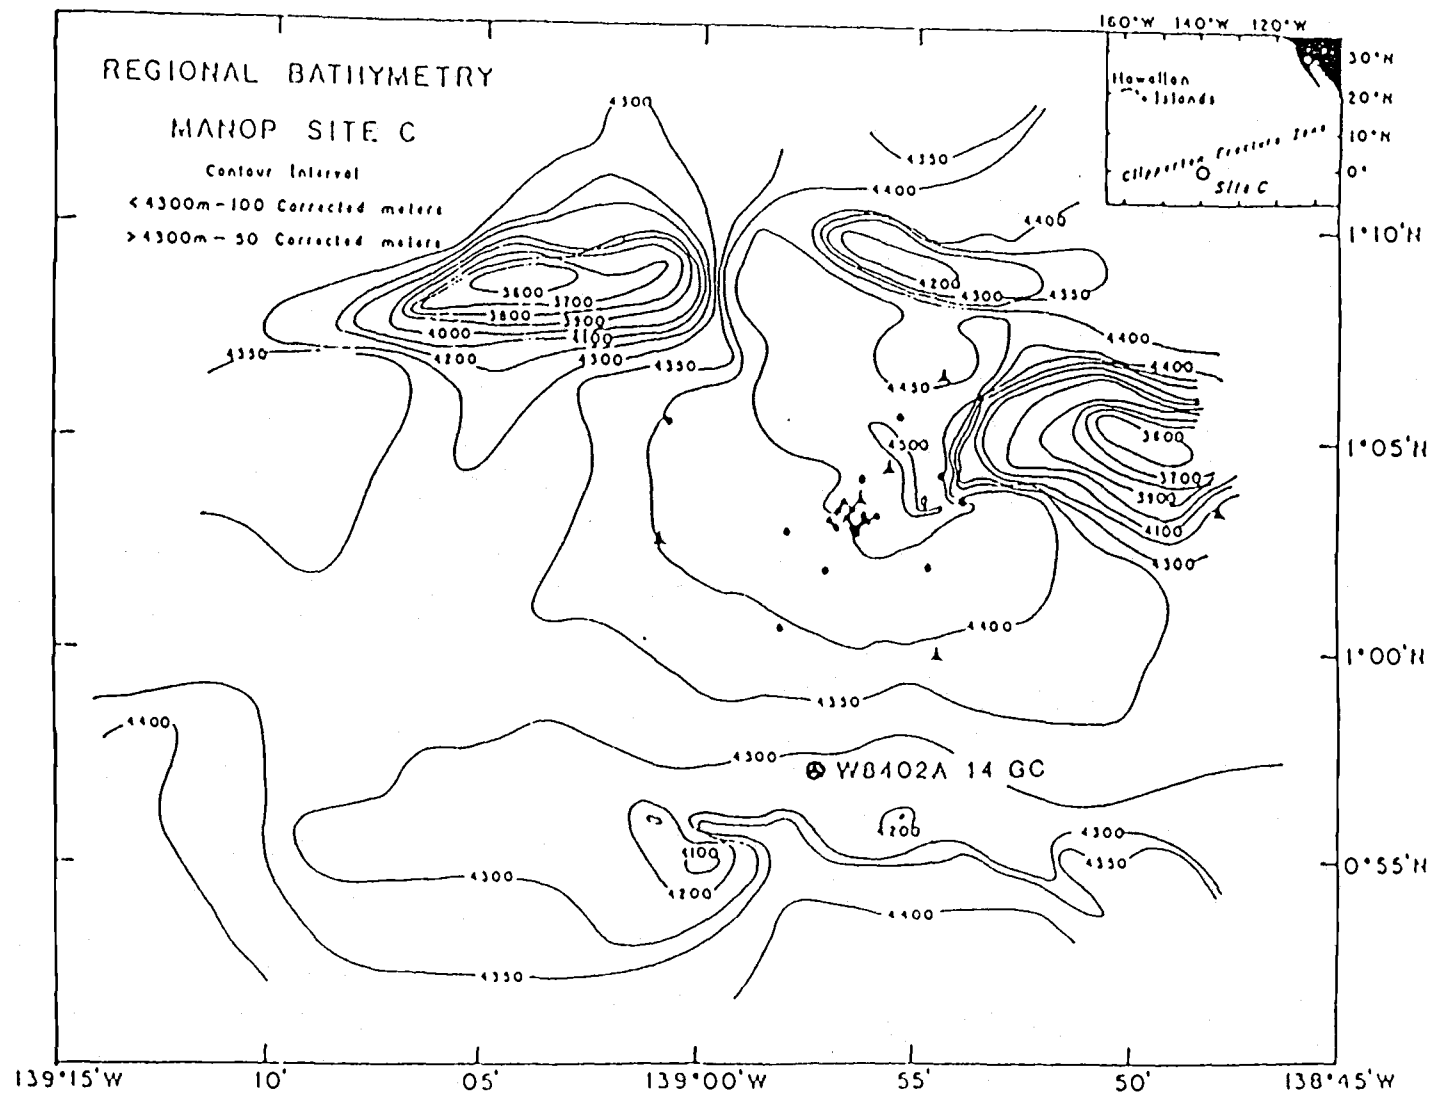 160°W 140°W 120°W
REGIONAL BATHYMETRY
MANOP SITE C
Contour Interval
< 4300m-100 Corrected meters
> 4300m-50 Corrected meters
30°N
20°N
10°N
0°
Hawaiian
Islands
Clipperton Fracture Zone
Site C
4300
4350
4400
4400
1°10'N
3600
3700
3800
3900
4000
4100
4200
4300
4350
4350
4200
4300
4350
4400
4400
4450
4300
3600
3700
3900
4100
4300
1°05'N
4400
1°00'N
4350
4400
4300
W8402A 14 GC
4200
4100
4200
4300
4300
4350
0°55'N
4400
4350
139°15'W 10' 05' 139°00'W 55' 50' 138°45'W